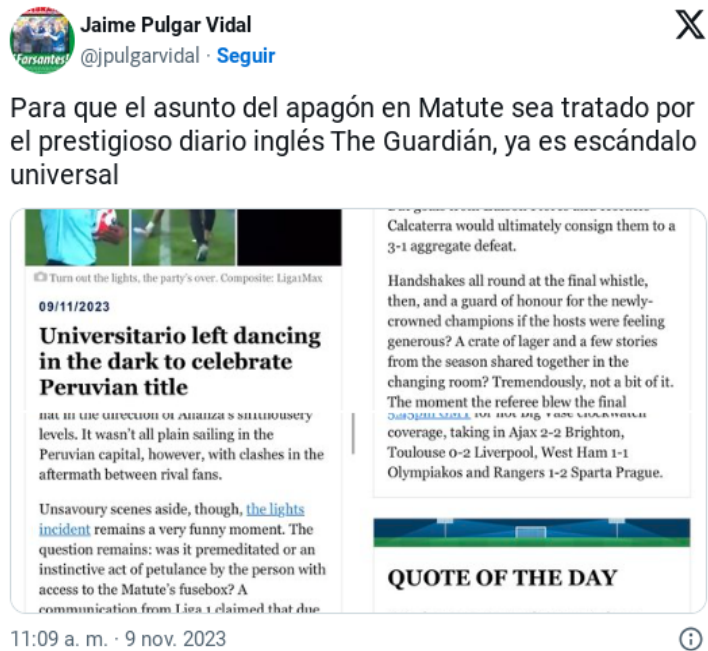 Farsantes!
Jaime Pulgar Vidal
@jpulgarvidal · Seguir
Para que el asunto del apagón en Matute sea tratado por
el prestigioso diario inglés The Guardián, ya es escándalo
universal
Turn out the lights, the party's over. Composite: Liga1Max
09/11/2023
Universitario left dancing
in the dark to celebrate
Peruvian title
levels. It wasn't all plain sailing in the
Peruvian capital, however, with clashes in the
aftermath between rival fans.
Unsavoury scenes aside, though, the lights
incident remains a very funny moment. The
question remains: was it premeditated or an
instinctive act of petulance by the person with
access to the Matute's fusebox? A
communication from Liga 1 claimed that due
Calcaterra would ultimately consign them to a
3-1 aggregate defeat.
Handshakes all round at the final whistle,
then, and a guard of honour for the newly-
crowned champions if the hosts were feeling
generous? A crate of lager and a few stories
from the season shared together in the
changing room? Tremendously, not a bit of it.
The moment the referee blew the final
coverage, taking in Ajax 2-2 Brighton,
Toulouse 0-2 Liverpool, West Ham 1-1
Olympiakos and Rangers 1-2 Sparta Prague.
QUOTE OF THE DAY
11:09 a. m. · 9 nov. 2023